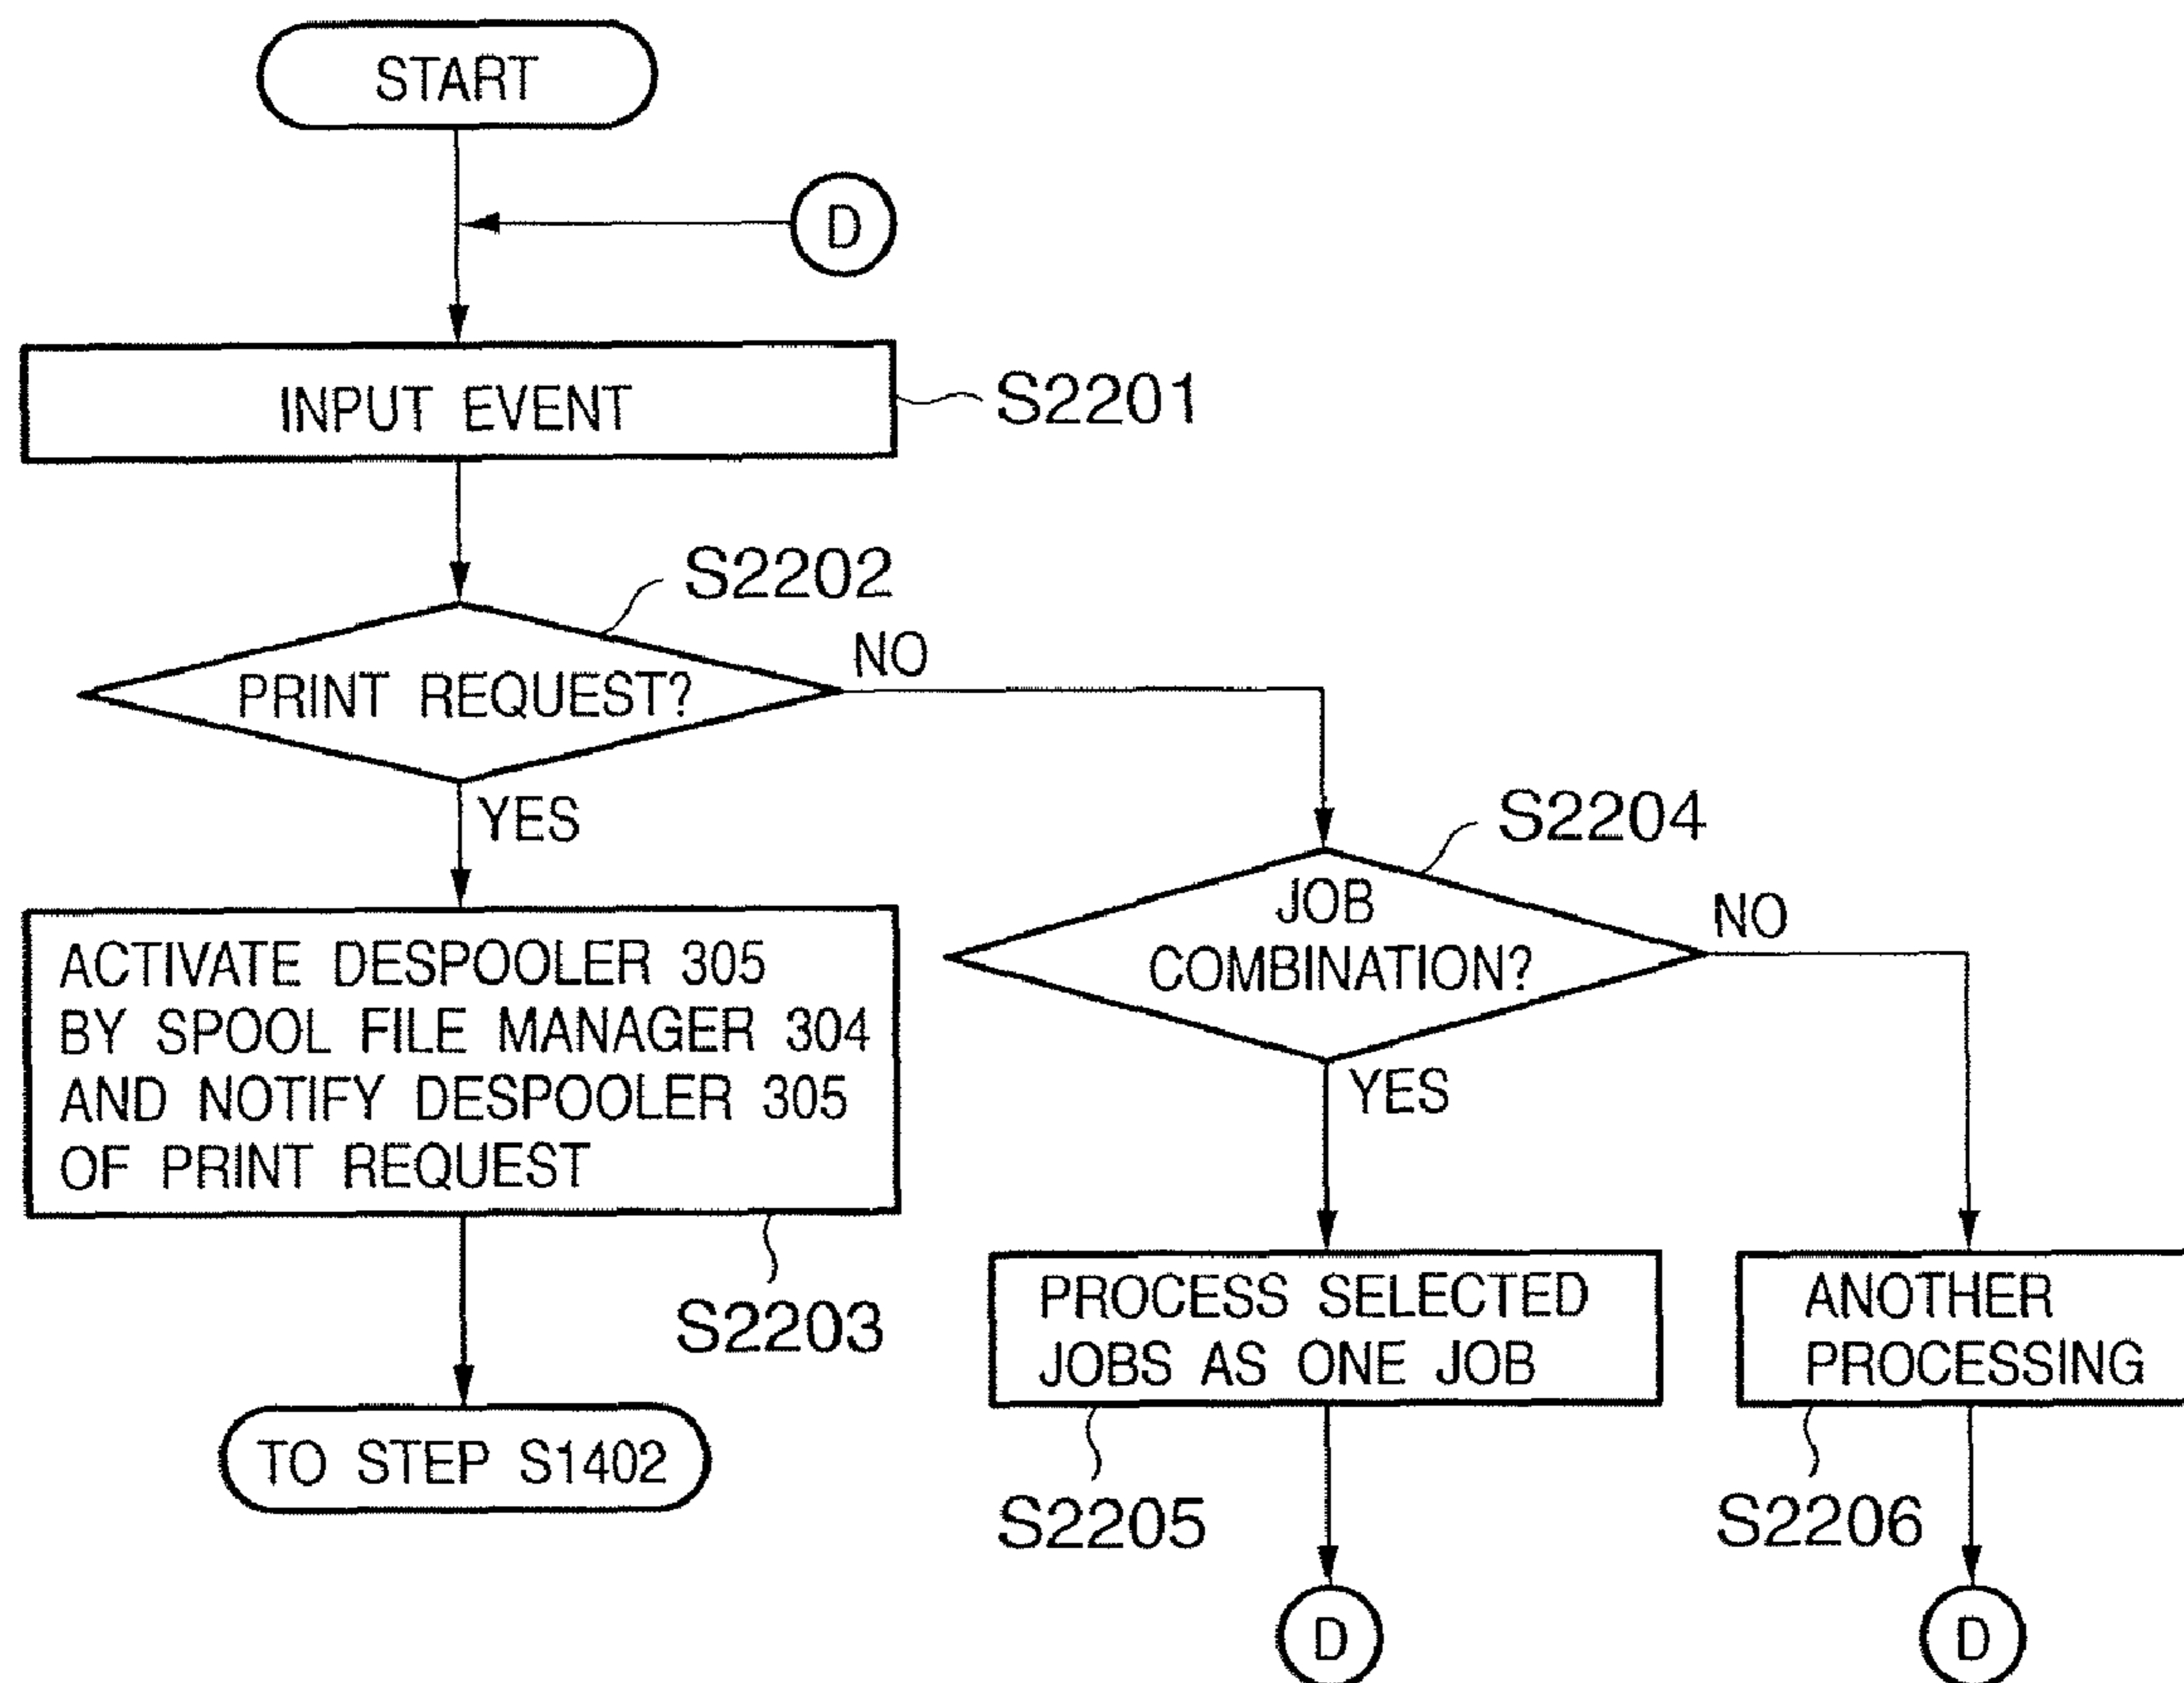 START
D
INPUT EVENT
S2201
S2202
PRINT REQUEST?
NO
YES
S2204
JOB
COMBINATION?
NO
YES
ACTIVATE DESPOOLER 305
BY SPOOL FILE MANAGER 304
AND NOTIFY DESPOOLER 305
OF PRINT REQUEST
S2203
TO STEP S1402
PROCESS SELECTED
JOBS AS ONE JOB
S2205
D
ANOTHER
PROCESSING
S2206
D